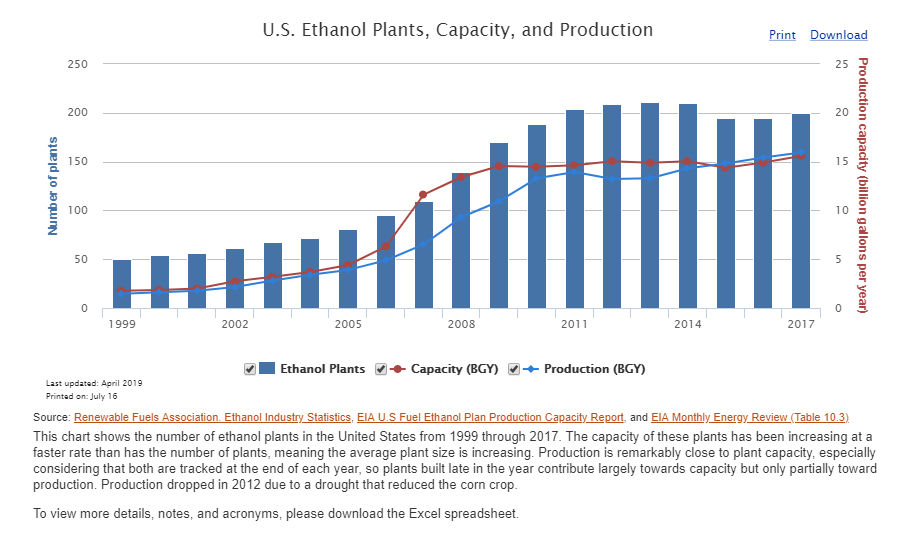 U.S. Ethanol Plants, Capacity, and Production
Print Download
Number of plants
250
200
150
100
50
0
25
20
15
10
5
0
Production capacity (billion gallons per year)
1999 2002 2005 2008 2011 2014 2017
Ethanol Plants Capacity (BGY) Production (BGY)
Last updated: April 2019
Printed on: July 16
Source: Renewable Fuels Association. Ethanol Industry Statistics, EIA U.S Fuel Ethanol Plan Production Capacity Report, and EIA Monthly Energy Review (Table 10.3)
This chart shows the number of ethanol plants in the United States from 1999 through 2017. The capacity of these plants has been increasing at a
faster rate than has the number of plants, meaning the average plant size is increasing. Production is remarkably close to plant capacity, especially
considering that both are tracked at the end of each year, so plants built late in the year contribute largely towards capacity but only partially toward
production. Production dropped in 2012 due to a drought that reduced the corn crop.
To view more details, notes, and acronyms, please download the Excel spreadsheet.